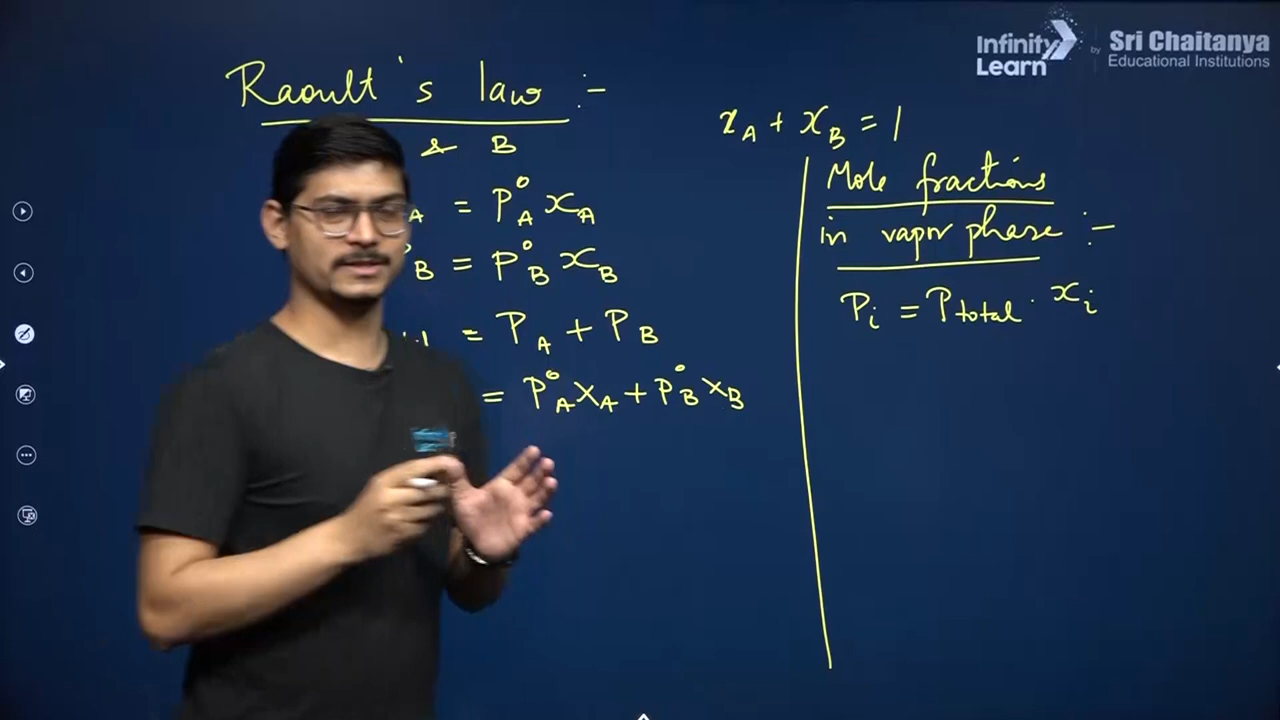 Infinity Learn by Sri Chaitanya Educational Institutions
Raoult's law :-
& B
A = P°A xA
B = P°B xB
= PA + PB
= P°A XA + P°B XB
xA + xB = 1
Mole fractions
in vapor phase :-
Pi = Ptotal . xi